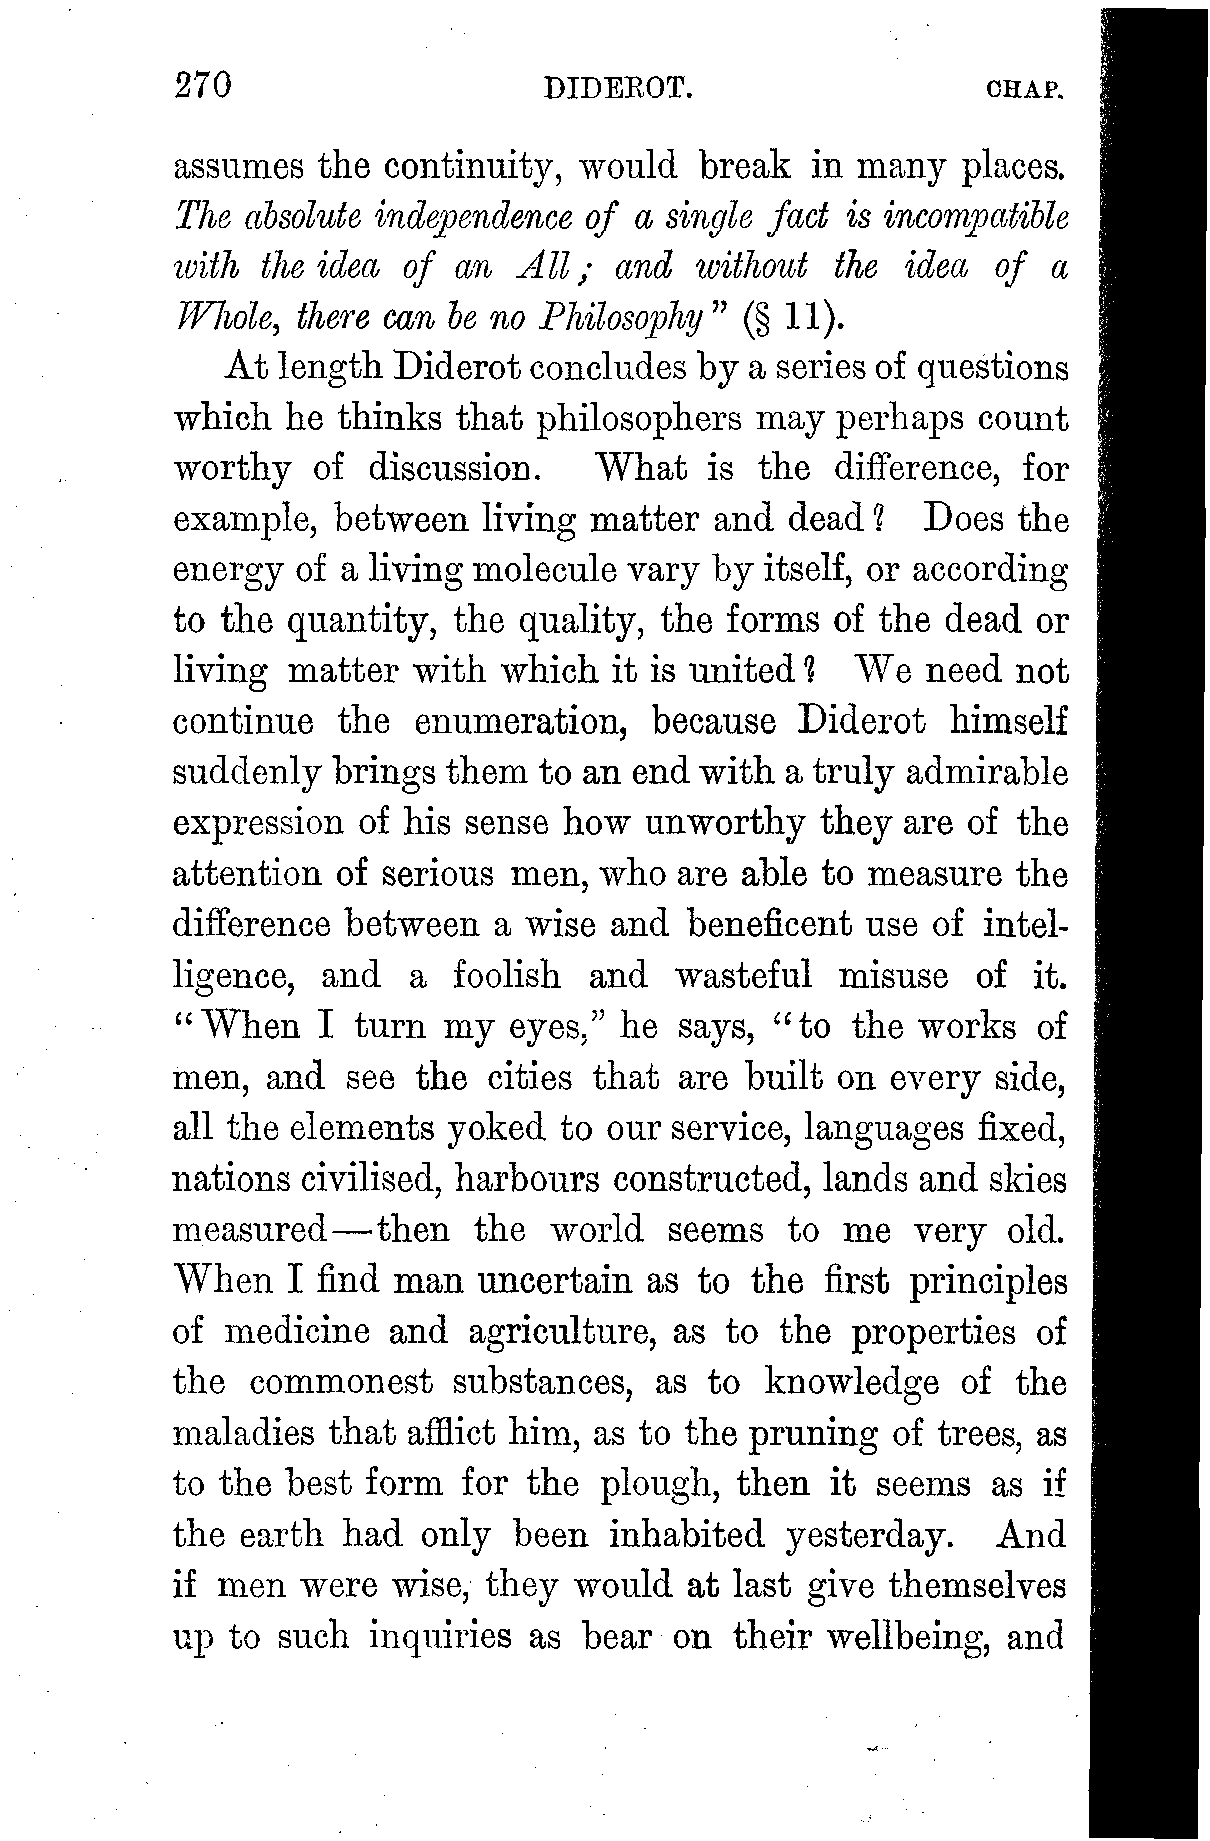 270 DIDEROT. CHAP.
assumes the continuity, would break in many places.
The absolute independence of a single fact is incompatible
with the idea of an All; and without the idea of a
Whole, there can be no Philosophy" (§ 11).
At length Diderot concludes by a series of questions
which he thinks that philosophers may perhaps count
worthy of discussion. What is the difference, for
example, between living matter and dead? Does the
energy of a living molecule vary by itself, or according
to the quantity, the quality, the forms of the dead or
living matter with which it is united? We need not
continue the enumeration, because Diderot himself
suddenly brings them to an end with a truly admirable
expression of his sense how unworthy they are of the
attention of serious men, who are able to measure the
difference between a wise and beneficent use of intel-
ligence, and a foolish and wasteful misuse of it.
"When I turn my eyes," he says, "to the works of
men, and see the cities that are built on every side,
all the elements yoked to our service, languages fixed,
nations civilised, harbours constructed, lands and skies
measured—then the world seems to me very old.
When I find man uncertain as to the first principles
of medicine and agriculture, as to the properties of
the commonest substances, as to knowledge of the
maladies that afflict him, as to the pruning of trees, as
to the best form for the plough, then it seems as if
the earth had only been inhabited yesterday. And
if men were wise, they would at last give themselves
up to such inquiries as bear on their wellbeing, and